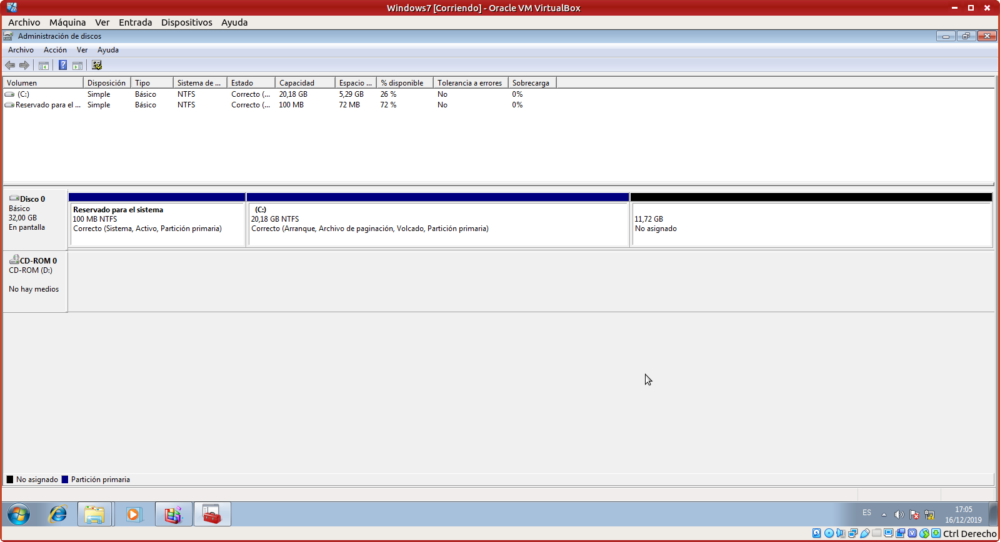 Windows7 [Corriendo] - Oracle VM VirtualBox
Archivo Máquina Ver Entrada Dispositivos Ayuda
Administración de discos
Archivo Acción Ver Ayuda
Volumen Disposición Tipo Sistema de ... Estado Capacidad Espacio ... % disponible Tolerancia a errores Sobrecarga
(C:) Simple Básico NTFS Correcto (... 20,18 GB 5,29 GB 26 % No 0%
Reservado para el ... Simple Básico NTFS Correcto (... 100 MB 72 MB 72 % No 0%
Disco 0
Básico
32,00 GB
En pantalla
Reservado para el sistema
100 MB NTFS
Correcto (Sistema, Activo, Partición primaria)
(C:)
20,18 GB NTFS
Correcto (Arranque, Archivo de paginación, Volcado, Partición primaria)
11,72 GB
No asignado
CD-ROM 0
CD-ROM (D:)
No hay medios
No asignado Partición primaria
ES
17:05
16/12/2019
Ctrl Derecho